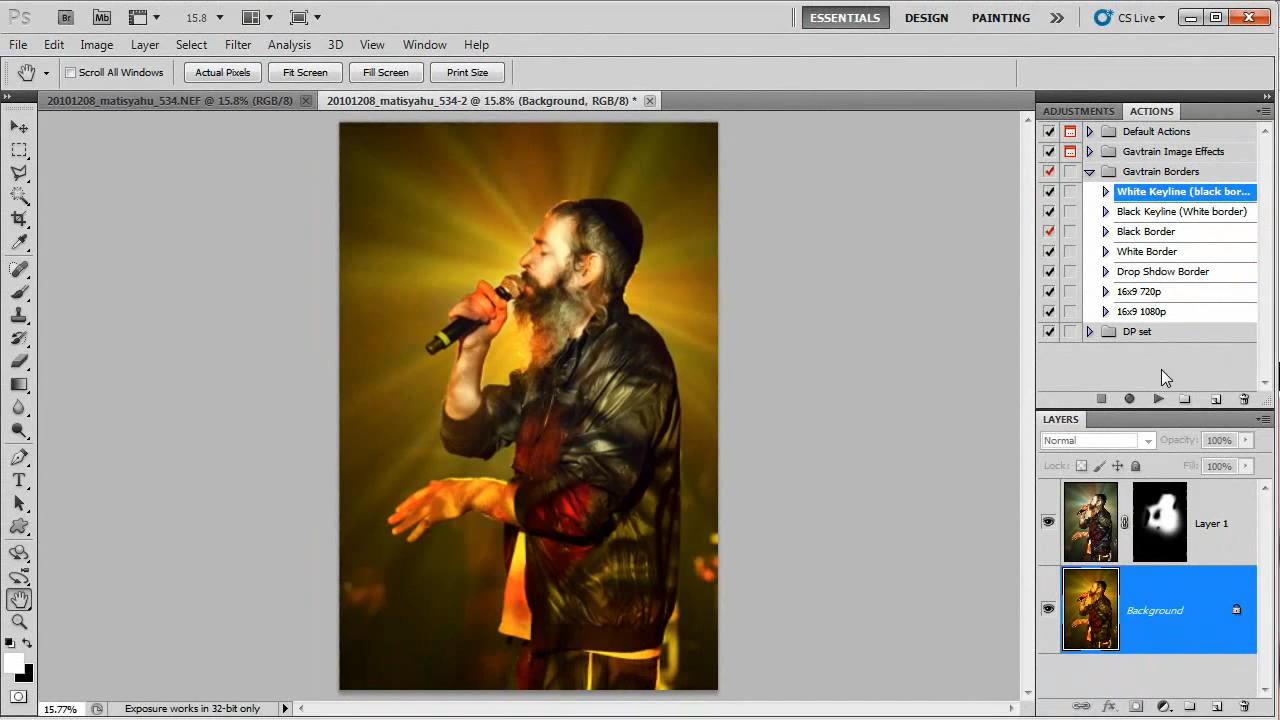 Ps Br Mb 15.8 ESSENTIALS DESIGN PAINTING CS Live
File Edit Image Layer Select Filter Analysis 3D View Window Help
Scroll All Windows Actual Pixels Fit Screen Fill Screen Print Size
20101208_matisyahu_534.NEF @ 15.8% (RGB/8) 20101208_matisyahu_534-2 @ 15.8% (Background, RGB/8) *
ADJUSTMENTS ACTIONS
Default Actions
Gavtrain Image Effects
Gavtrain Borders
White Keyline (black bor...
Black Keyline (White border)
Black Border
White Border
Drop Shdow Border
16x9 720p
16x9 1080p
DP set
LAYERS
Normal Opacity: 100%
Lock: Fill: 100%
Layer 1
Background
T
15.77% Exposure works in 32-bit only